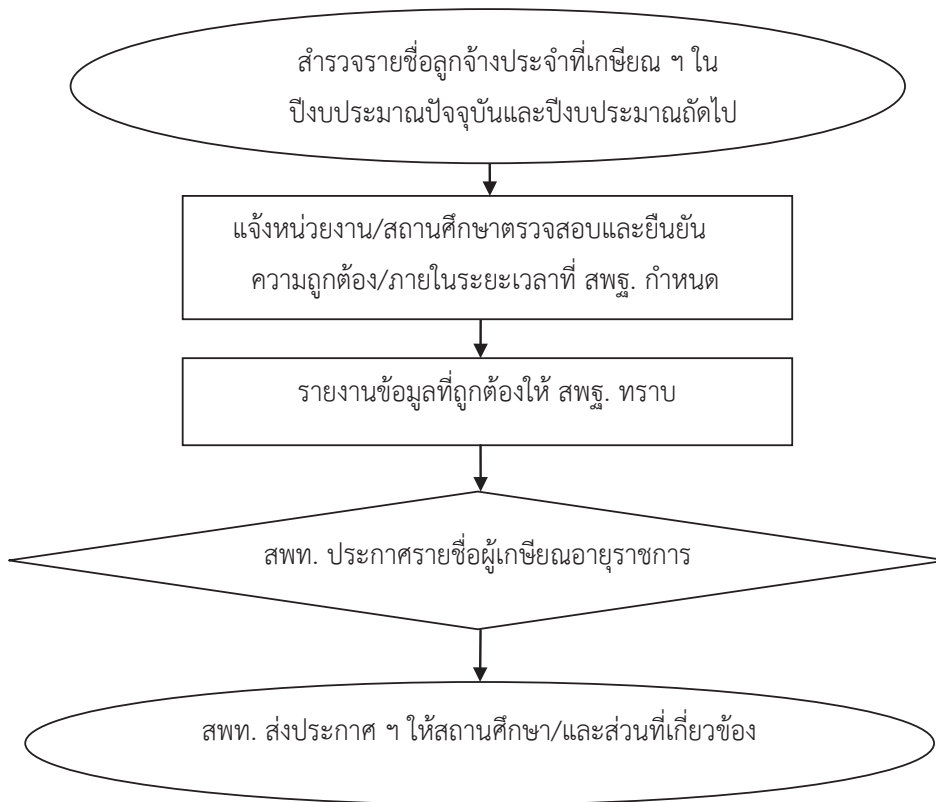 สำรวจรายชื่อลูกจ้างประจำที่เกษียณ ฯ ใน
ปีงบประมาณปัจจุบันและปีงบประมาณถัดไป
แจ้งหน่วยงาน/สถานศึกษาตรวจสอบและยืนยัน
ความถูกต้อง/ภายในระยะเวลาที่ สพฐ. กำหนด
รายงานข้อมูลที่ถูกต้องให้ สพฐ. ทราบ
สพท. ประกาศรายชื่อผู้เกษียณอายุราชการ
สพท. ส่งประกาศ ฯ ให้สถานศึกษา/และส่วนที่เกี่ยวข้อง